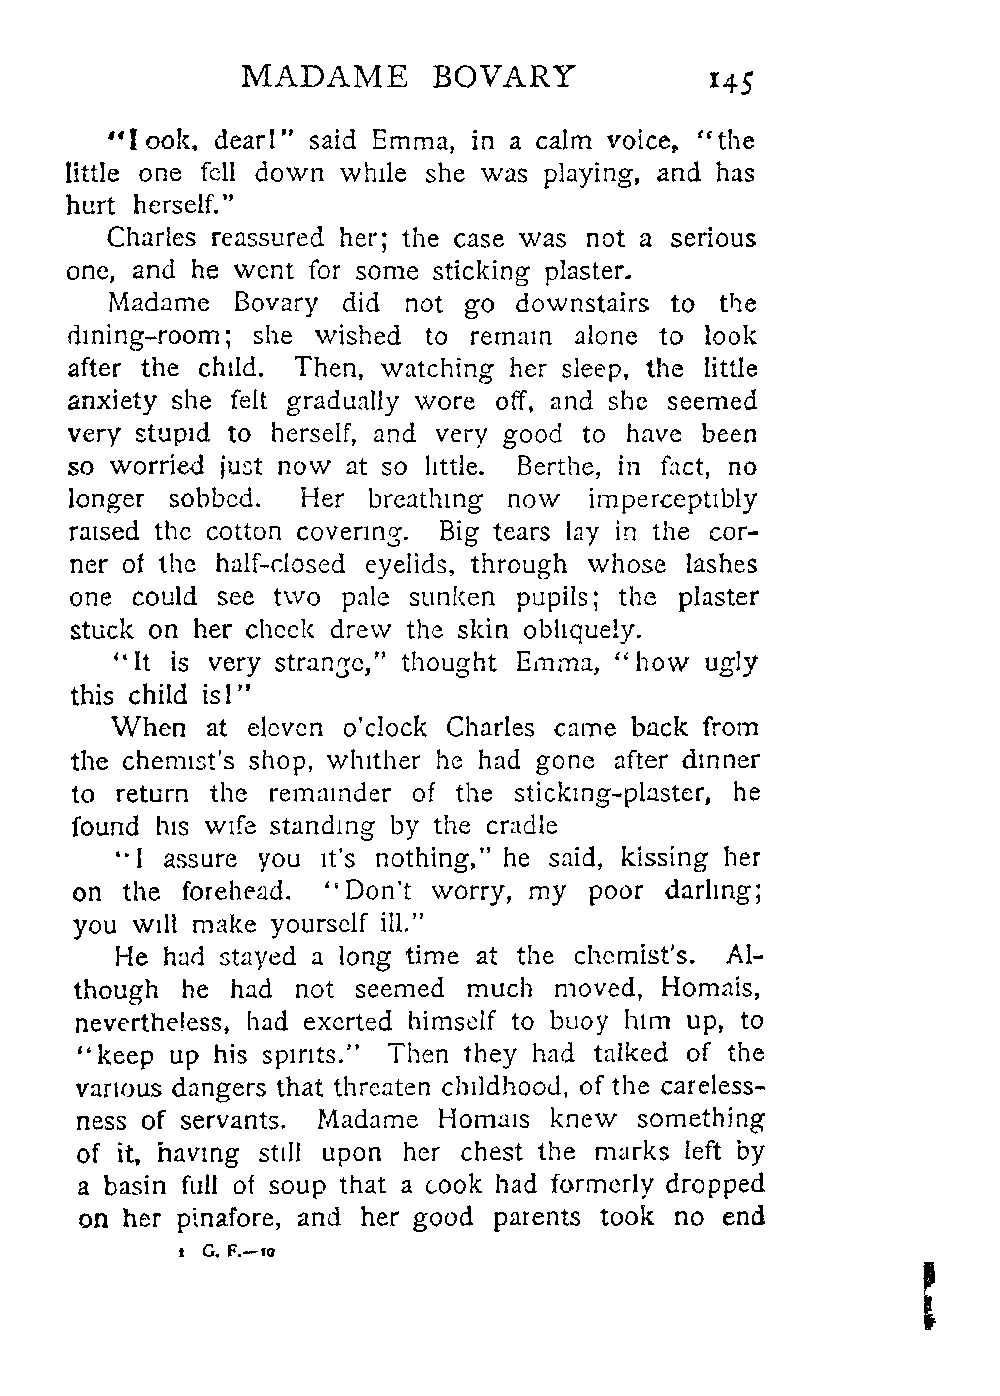 MADAME BOVARY 145
"Look, dear!" said Emma, in a calm voice, "the
little one fell down while she was playing, and has
hurt herself."
Charles reassured her; the case was not a serious
one, and he went for some sticking plaster.
Madame Bovary did not go downstairs to the
dining-room; she wished to remain alone to look
after the child. Then, watching her sleep, the little
anxiety she felt gradually wore off, and she seemed
very stupid to herself, and very good to have been
so worried just now at so little. Berthe, in fact, no
longer sobbed. Her breathing now imperceptibly
raised the cotton covering. Big tears lay in the cor-
ner of the half-closed eyelids, through whose lashes
one could see two pale sunken pupils; the plaster
stuck on her cheek drew the skin obliquely.
"It is very strange," thought Emma, "how ugly
this child is!"
When at eleven o'clock Charles came back from
the chemist's shop, whither he had gone after dinner
to return the remainder of the sticking-plaster, he
found his wife standing by the cradle
"I assure you it's nothing," he said, kissing her
on the forehead. "Don't worry, my poor darling;
you will make yourself ill."
He had stayed a long time at the chemist's. Al-
though he had not seemed much moved, Homais,
nevertheless, had exerted himself to buoy him up, to
"keep up his spirits." Then they had talked of the
various dangers that threaten childhood, of the careless-
ness of servants. Madame Homais knew something
of it, having still upon her chest the marks left by
a basin full of soup that a cook had formerly dropped
on her pinafore, and her good parents took no end
1 G. F.—10